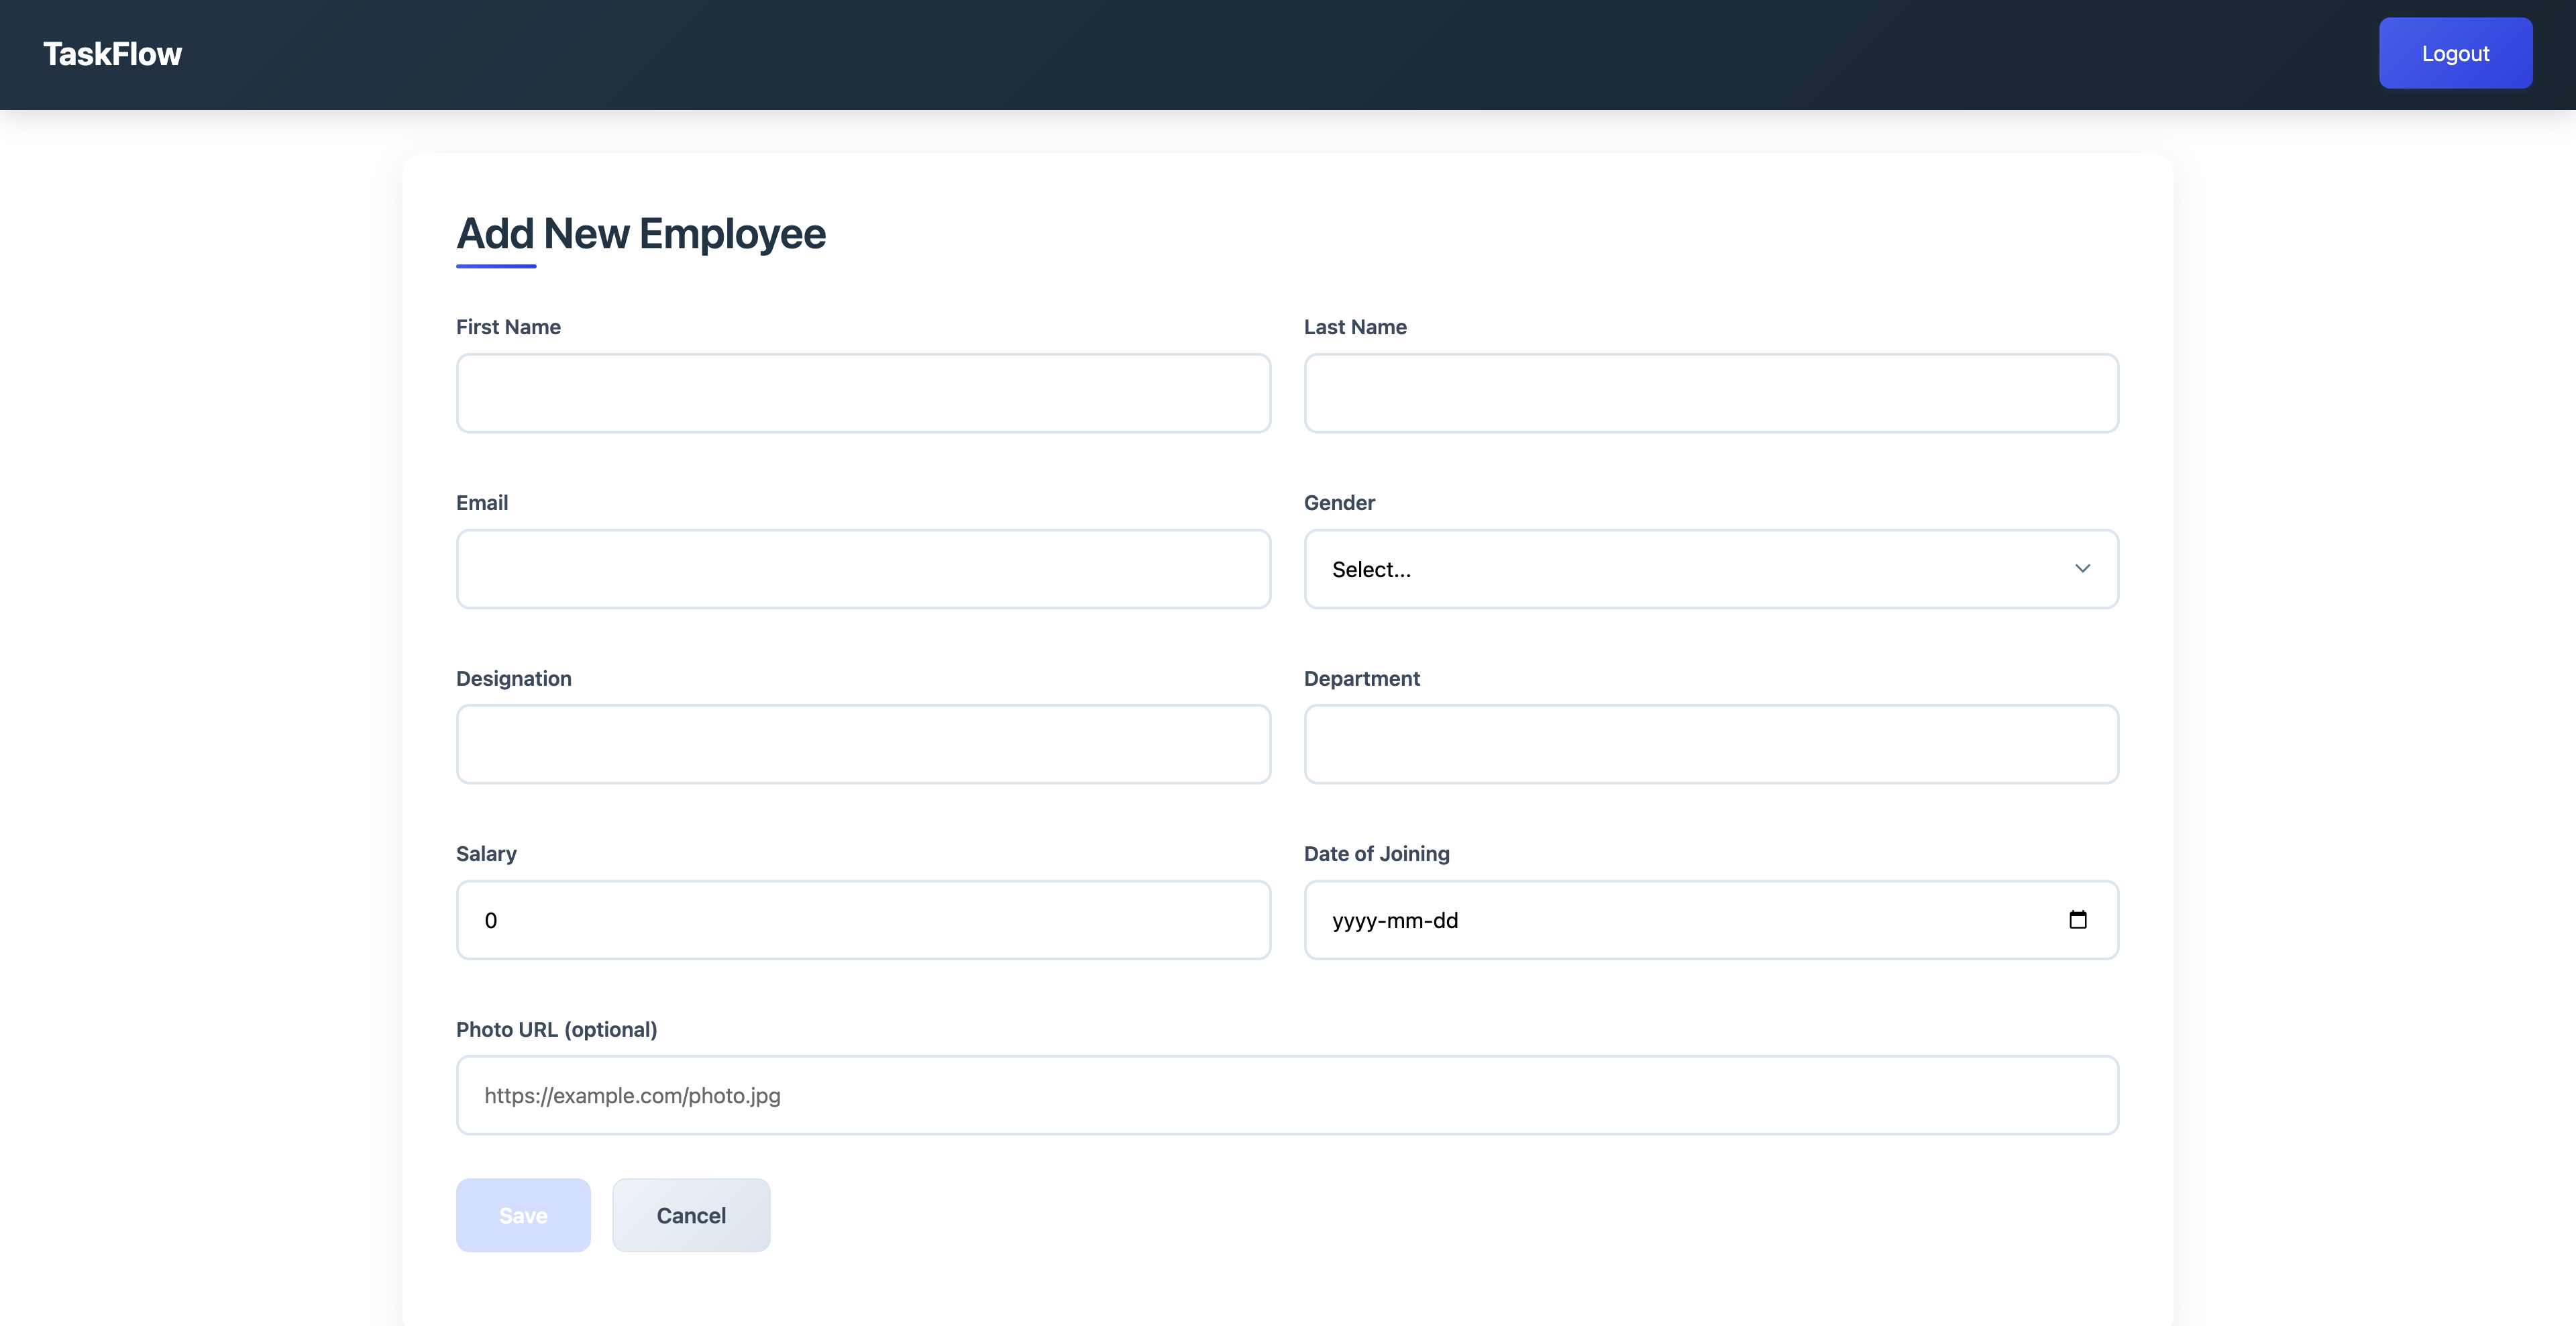 TaskFlow
Logout
Add New Employee
First Name
Last Name
Email
Gender
Select...
Designation
Department
Salary
0
Date of Joining
yyyy-mm-dd
Photo URL (optional)
https://example.com/photo.jpg
Save
Cancel